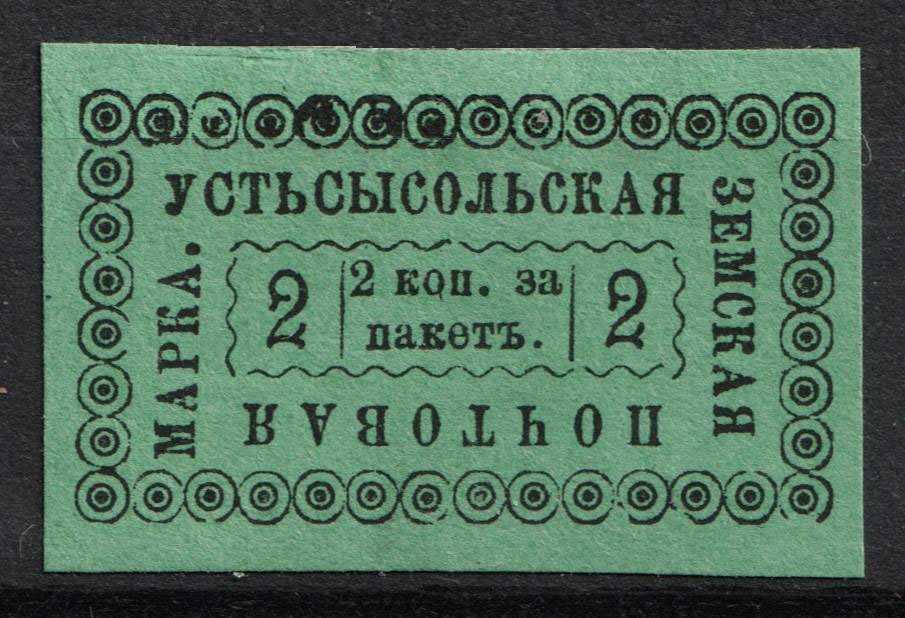 УСТЬСЫСОЛЬСКАЯ
ЗЕМСКАЯ
ПОЧТОВАЯ
МАРКА.
2
2 коп. за
пакетъ.
2